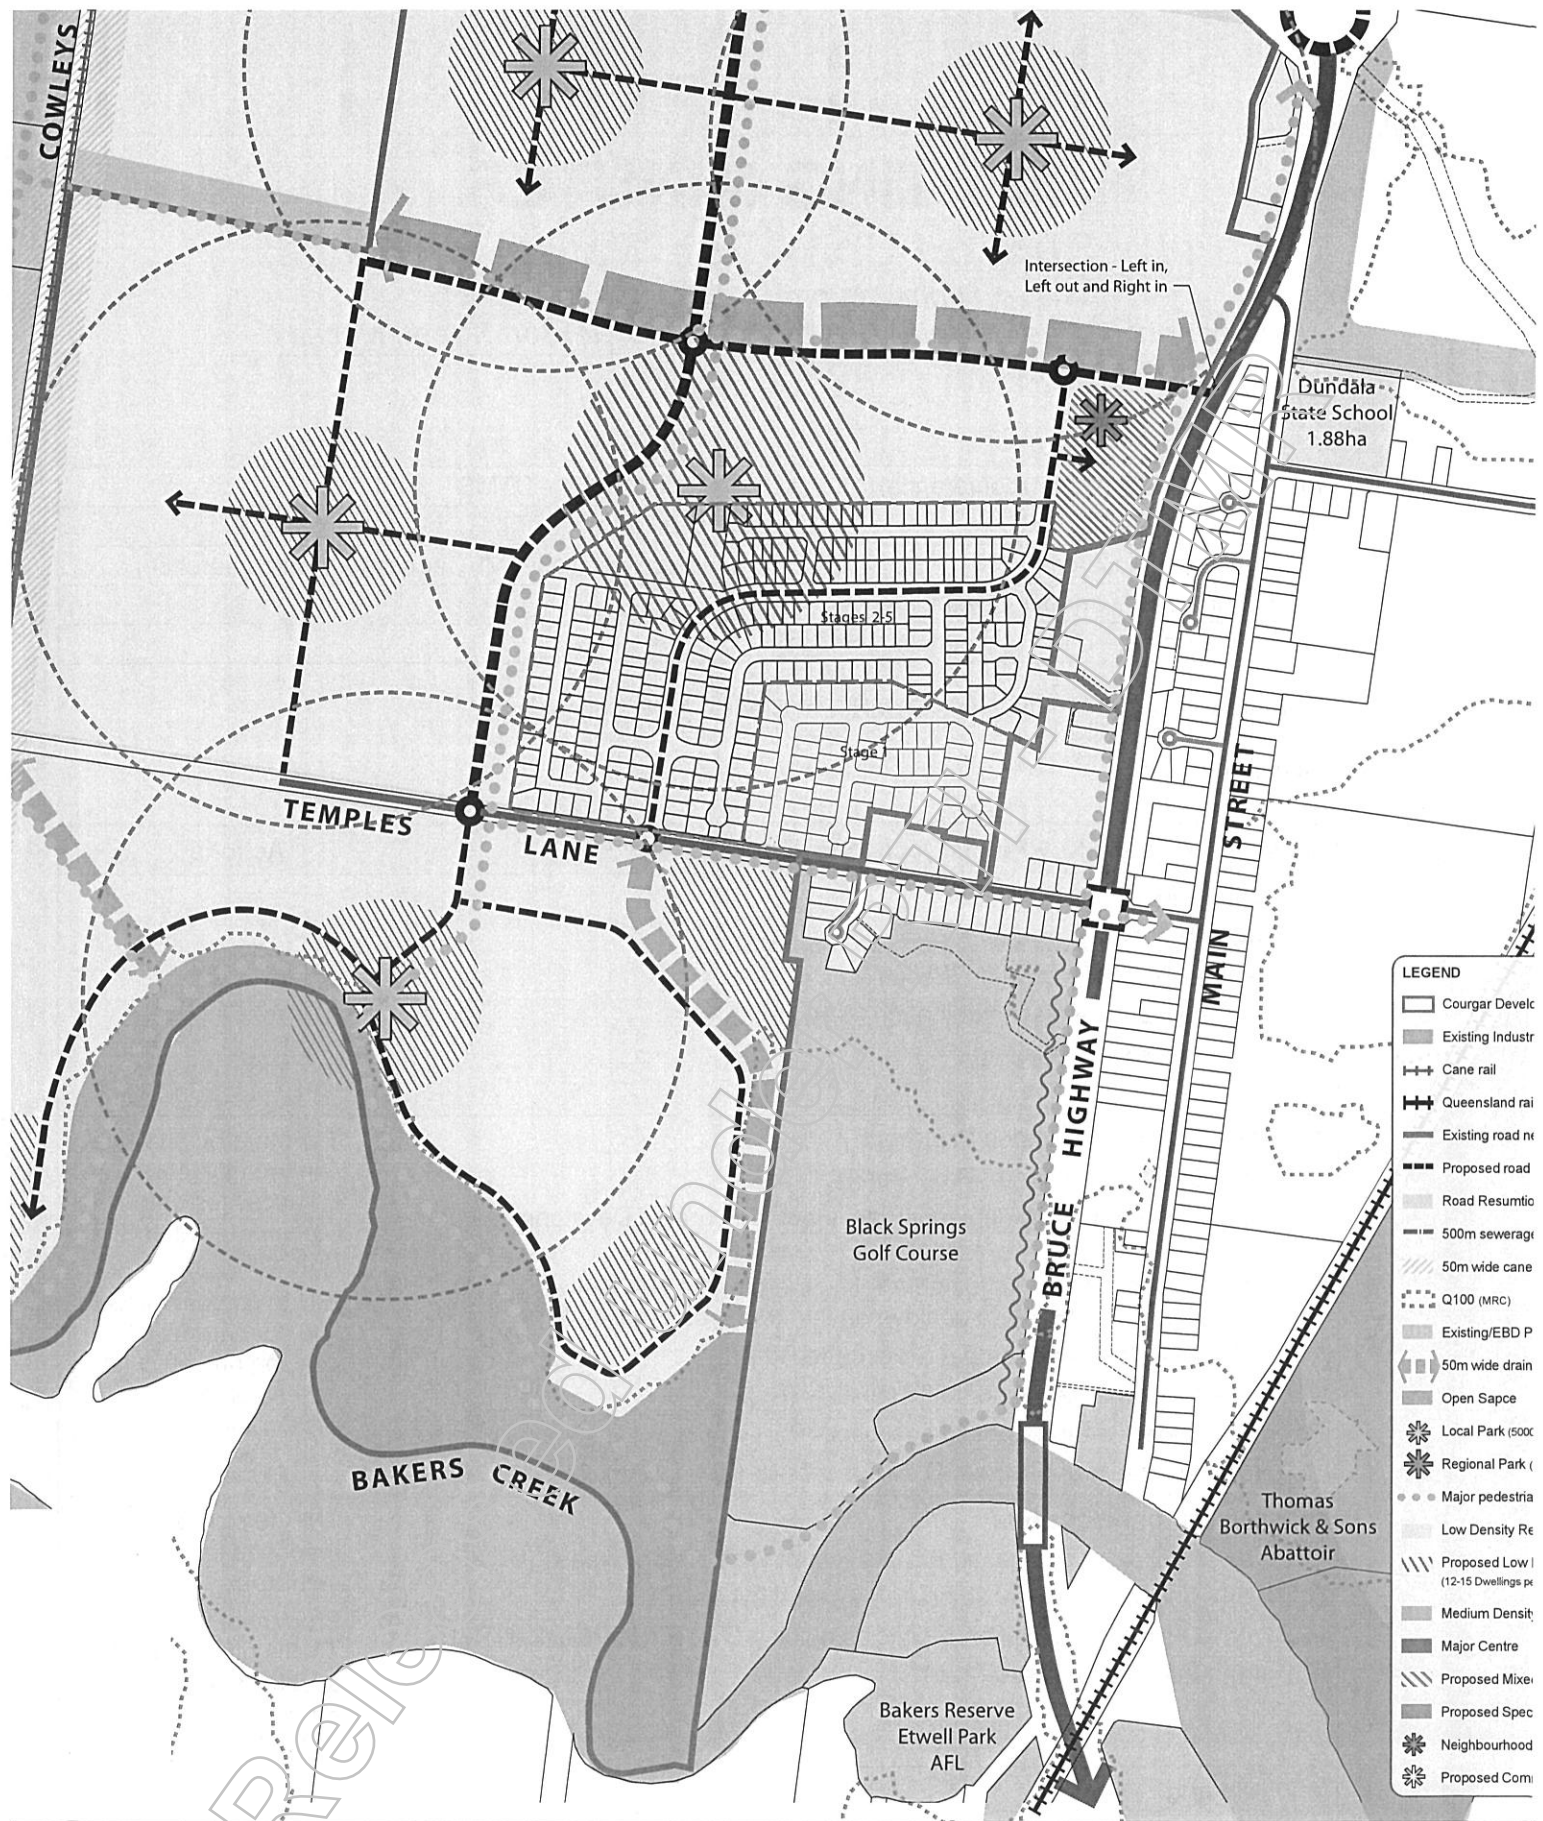 COWLEYS
Intersection - Left in,
Left out and Right in
Dundala
State School
1.88ha
Stages 2-5
Stage 1
TEMPLES
LANE
MAIN STREET
BRUCE HIGHWAY
Black Springs
Golf Course
BAKERS CREEK
Thomas
Borthwick & Sons
Abattoir
Bakers Reserve
Etwell Park
AFL
LEGEND
Courgar Develo
Existing Industr
Cane rail
Queensland rai
Existing road ne
Proposed road
Road Resumtio
500m sewerage
50m wide cane
Q100 (MRC)
Existing/EBD P
50m wide drain
Open Sapce
Local Park (5000
Regional Park (
Major pedestria
Low Density Re
Proposed Low
(12-15 Dwellings pe
Medium Density
Major Centre
Proposed Mixe
Proposed Spec
Neighbourhood
Proposed Com